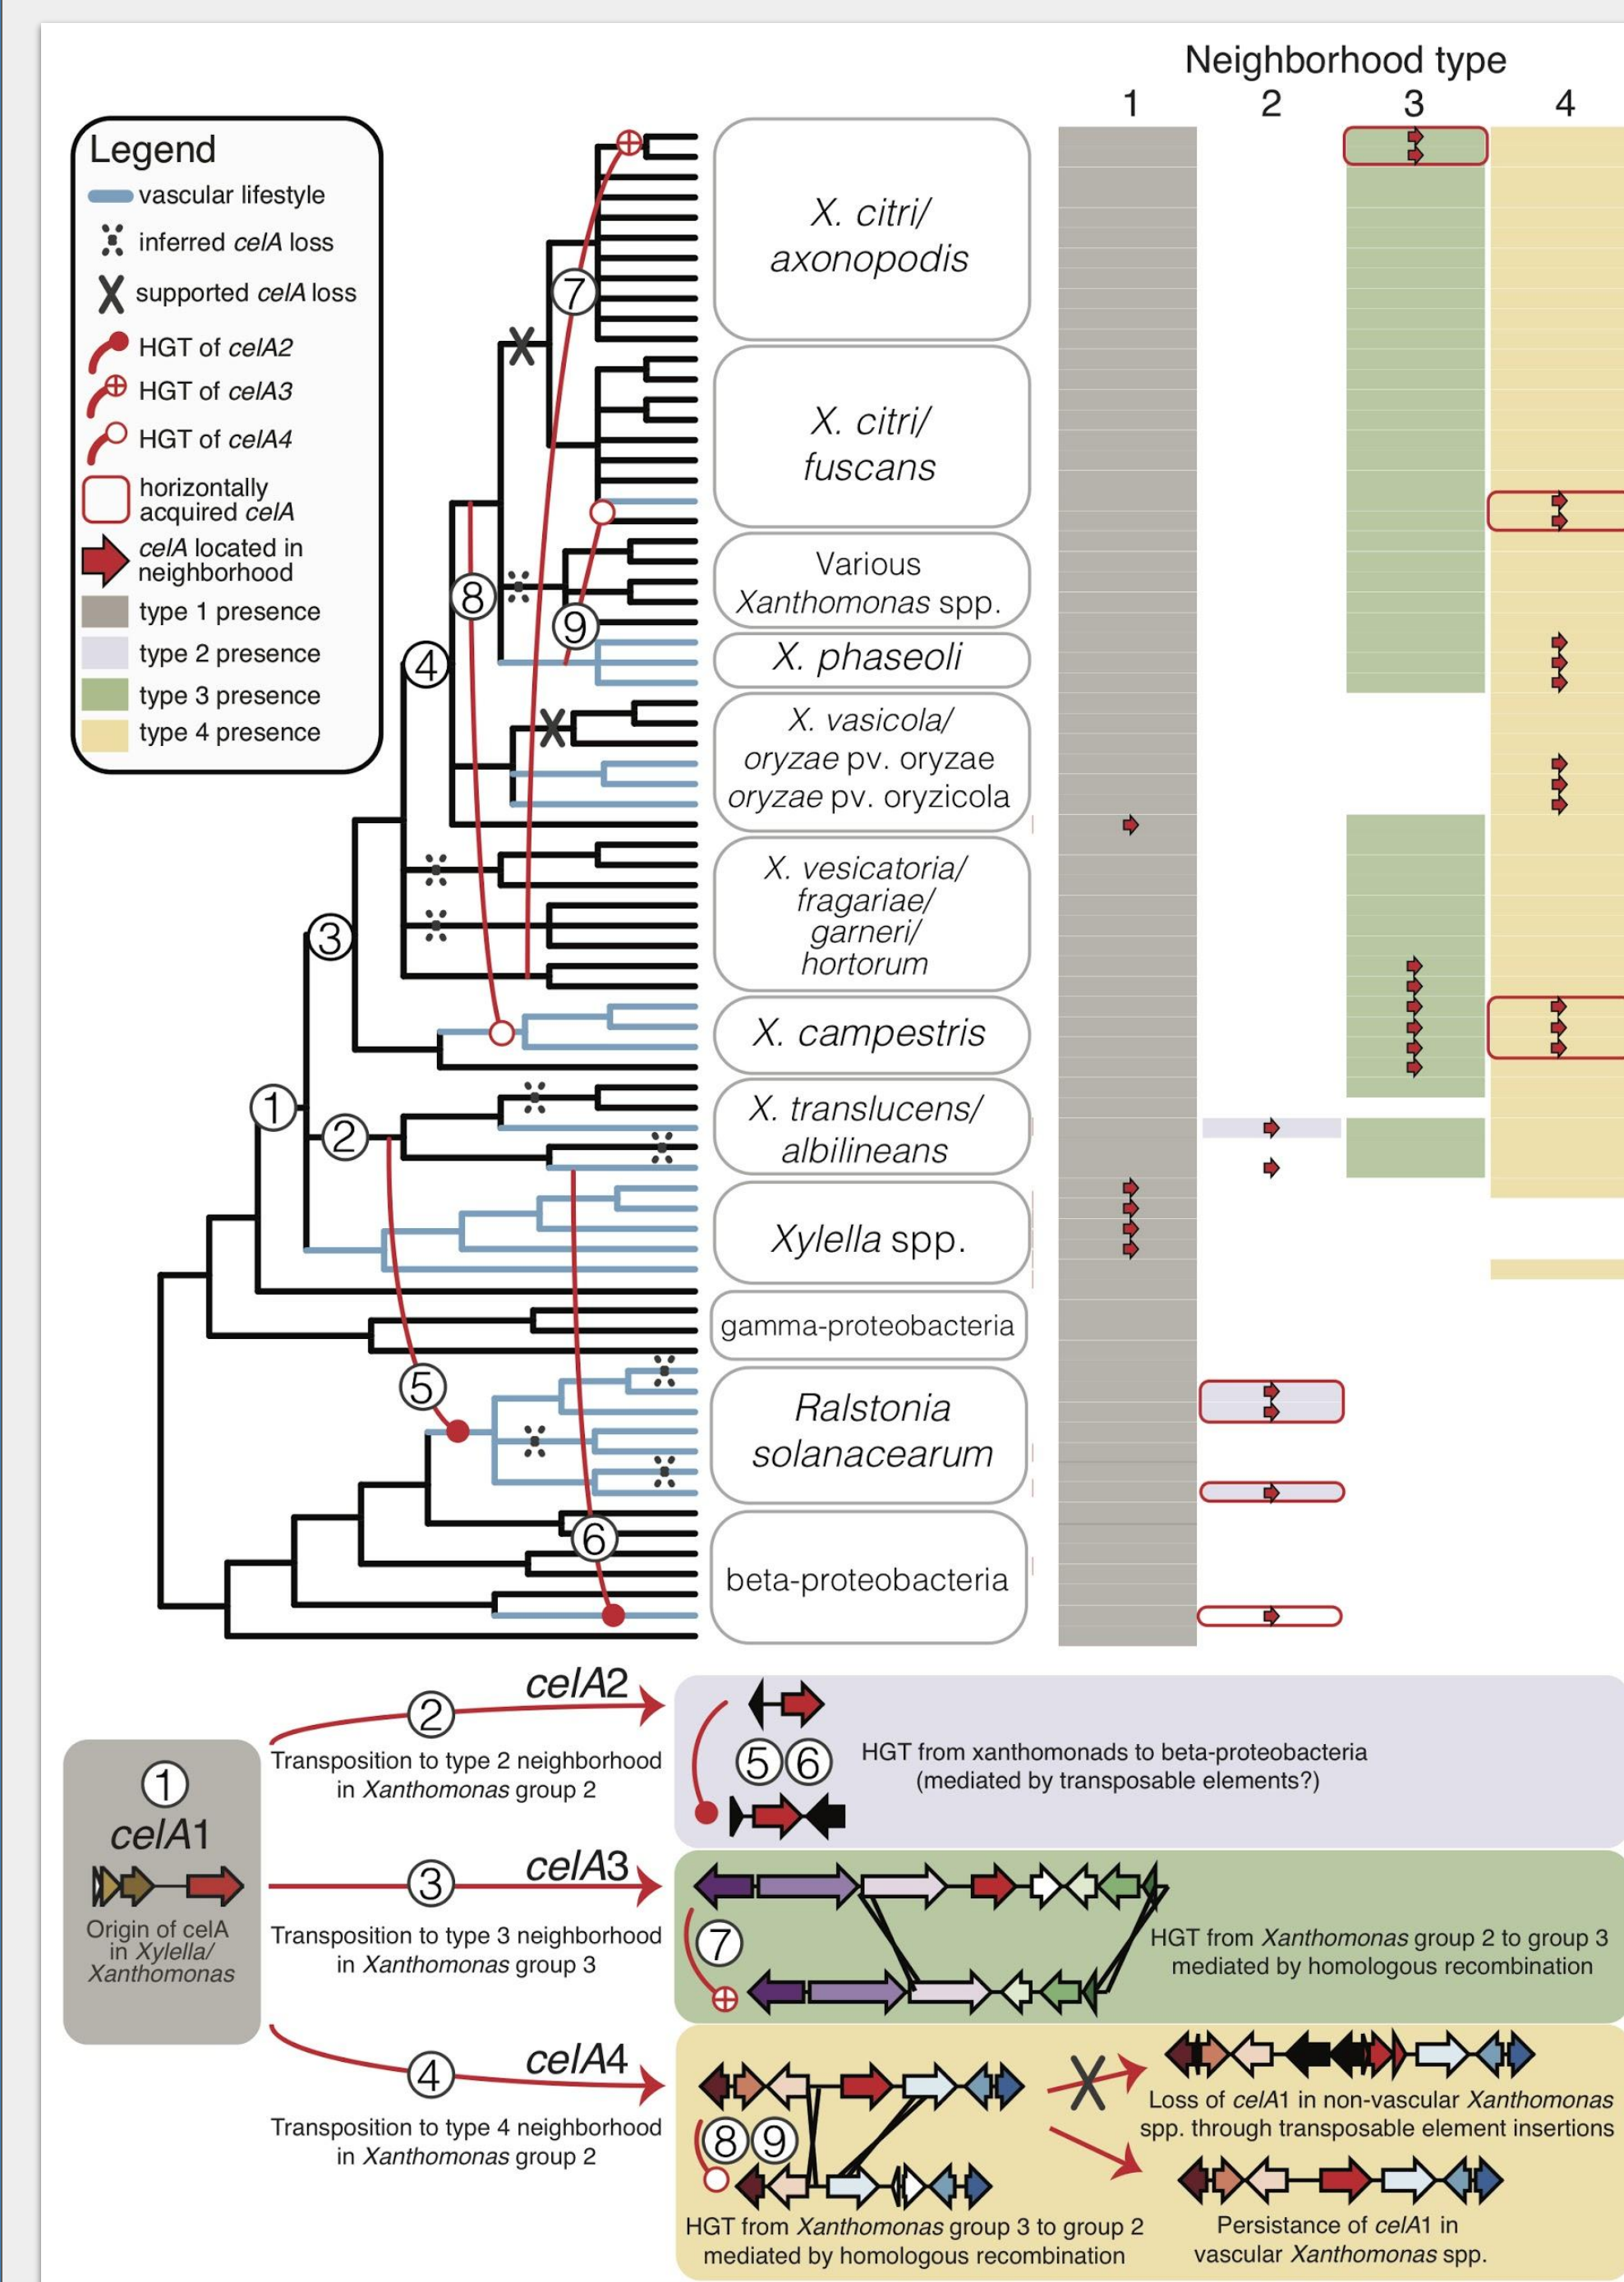 Neighborhood type
1 2 3 4
Legend
vascular lifestyle
inferred celA loss
supported celA loss
HGT of celA2
HGT of celA3
HGT of celA4
horizontally
acquired celA
celA located in
neighborhood
type 1 presence
type 2 presence
type 3 presence
type 4 presence
7
8
9
4
3
1
2
5
6
X. citri/
axonopodis
X. citri/
fuscans
Various
Xanthomonas spp.
X. phaseoli
X. vasicola/
oryzae pv. oryzae
oryzae pv. oryzicola
X. vesicatoria/
fragariae/
garneri/
hortorum
X. campestris
X. translucens/
albilineans
Xylella spp.
gamma-proteobacteria
Ralstonia
solanacearum
beta-proteobacteria
1
celA1
Origin of celA
in Xylella/
Xanthomonas
2
celA2
Transposition to type 2 neighborhood
in Xanthomonas group 2
5 6
HGT from xanthomonads to beta-proteobacteria
(mediated by transposable elements?)
3
celA3
Transposition to type 3 neighborhood
in Xanthomonas group 3
7
HGT from Xanthomonas group 2 to group 3
mediated by homologous recombination
4
celA4
Transposition to type 4 neighborhood
in Xanthomonas group 2
8 9
HGT from Xanthomonas group 3 to group 2
mediated by homologous recombination
Loss of celA1 in non-vascular Xanthomonas
spp. through transposable element insertions
Persistance of celA1 in
vascular Xanthomonas spp.